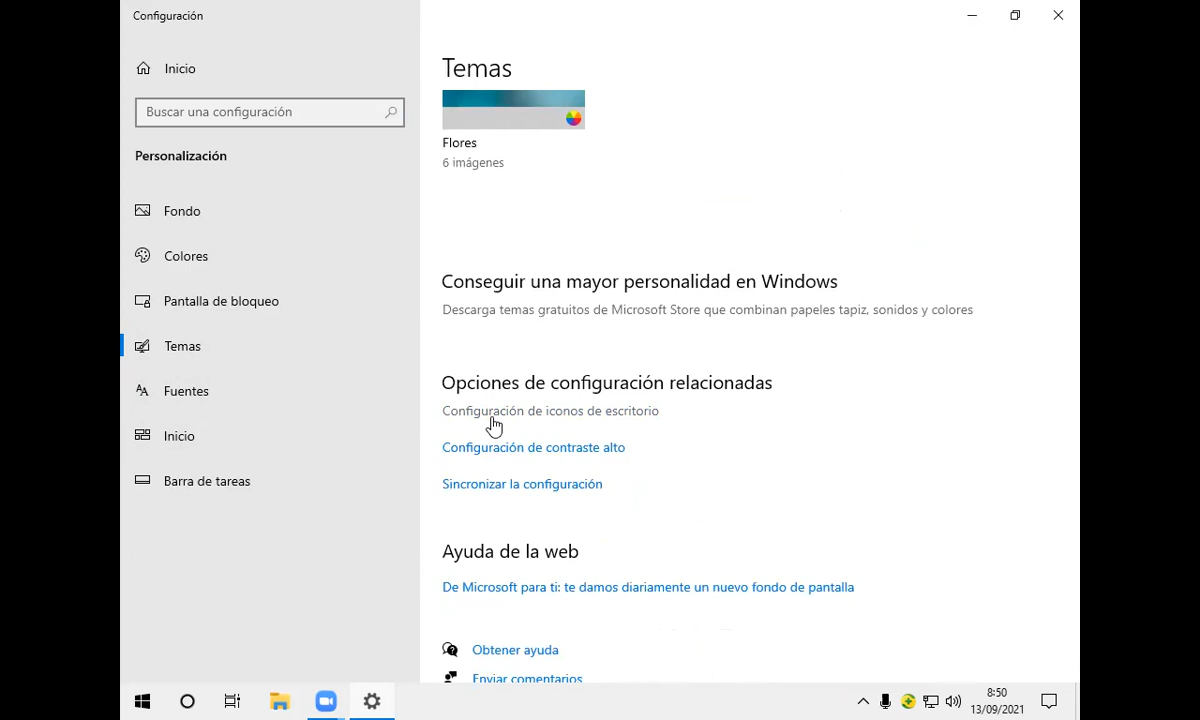 Configuración
Inicio
Buscar una configuración
Personalización
Fondo
Colores
Pantalla de bloqueo
Temas
Fuentes
Inicio
Barra de tareas
Temas
Flores
6 imágenes
Conseguir una mayor personalidad en Windows
Descarga temas gratuitos de Microsoft Store que combinan papeles tapiz, sonidos y colores
Opciones de configuración relacionadas
Configuración de iconos de escritorio
Configuración de contraste alto
Sincronizar la configuración
Ayuda de la web
De Microsoft para ti: te damos diariamente un nuevo fondo de pantalla
Obtener ayuda
Enviar comentarios
8:50
13/09/2021